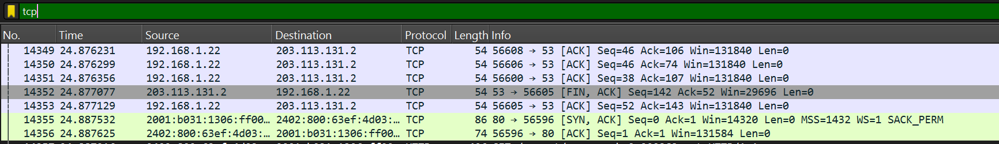 tcp
No. Time Source Destination Protocol Length Info
14349 24.876231 192.168.1.22 203.113.131.2 TCP 54 56608 → 53 [ACK] Seq=46 Ack=106 Win=131840 Len=0
14350 24.876299 192.168.1.22 203.113.131.2 TCP 54 56606 → 53 [ACK] Seq=46 Ack=74 Win=131840 Len=0
14351 24.876356 192.168.1.22 203.113.131.2 TCP 54 56600 → 53 [ACK] Seq=38 Ack=107 Win=131840 Len=0
14352 24.877077 203.113.131.2 192.168.1.22 TCP 54 53 → 56605 [FIN, ACK] Seq=142 Ack=52 Win=29696 Len=0
14353 24.877129 192.168.1.22 203.113.131.2 TCP 54 56605 → 53 [ACK] Seq=52 Ack=143 Win=131840 Len=0
14355 24.887532 2001:b031:1306:ff00… 2402:800:63ef:4d03:… TCP 86 80 → 56596 [SYN, ACK] Seq=0 Ack=1 Win=14320 Len=0 MSS=1432 WS=1 SACK_PERM
14356 24.887625 2402:800:63ef:4d03:… 2001:b031:1306:ff00… TCP 74 56596 → 80 [ACK] Seq=1 Ack=1 Win=131584 Len=0